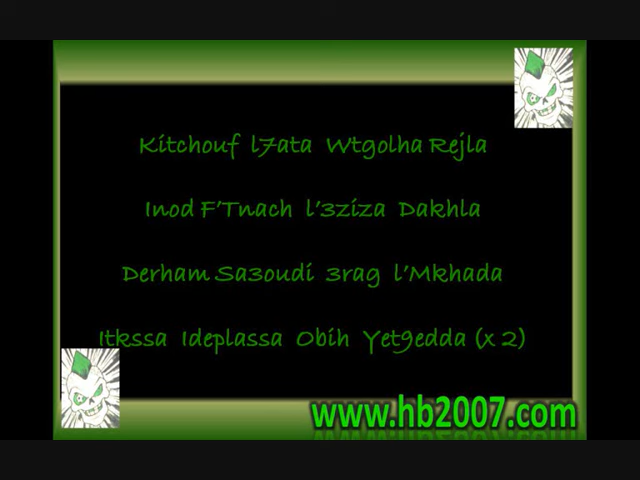 Kitchouf l7ata Wtgolha Rejla
Inod F'Tnach l'3ziza Dakhla
Derham Sa3oudi 3rag l'Mkhada
Itkssa Ideplassa Obih Yet9edda (x 2)
www.hb2007.com